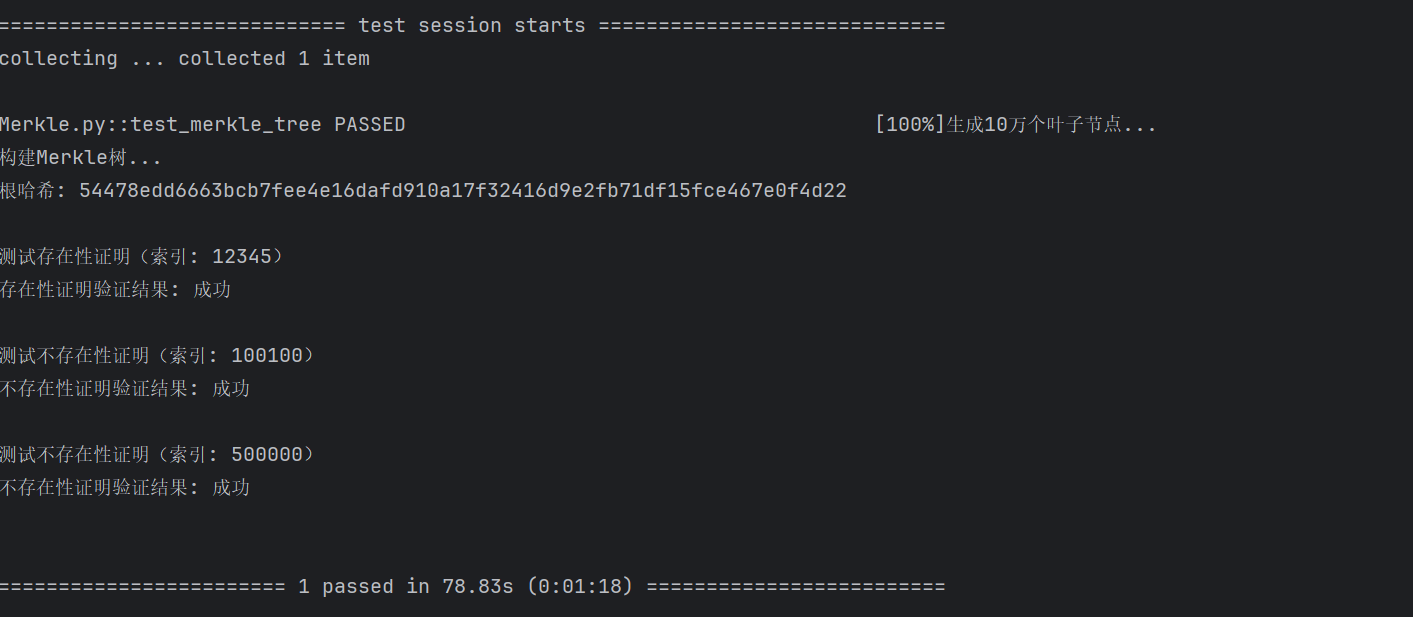 ============================= test session starts =============================
collecting ... collected 1 item
Merkle.py::test_merkle_tree PASSED                                       [100%]生成10万个叶子节点...
构建Merkle树...
根哈希: 54478edd6663bcb7fee4e16dafd910a17f32416d9e2fb71df15fce467e0f4d22
测试存在性证明（索引: 12345）
存在性证明验证结果: 成功
测试不存在性证明（索引: 100100）
不存在性证明验证结果: 成功
测试不存在性证明（索引: 500000）
不存在性证明验证结果: 成功
======================== 1 passed in 78.83s (0:01:18) =========================